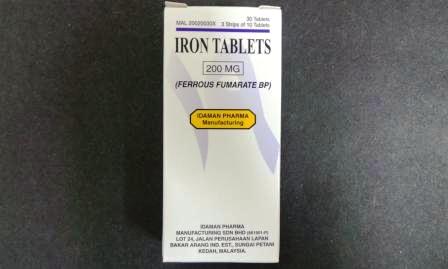 30 Tablets
MAL 20020030X 3 Strips of 10 Tablets
IRON TABLETS
200 MG
(FERROUS FUMARATE BP)
IDAMAN PHARMA
Manufacturing
IDAMAN PHARMA
MANUFACTURING SDN BHD (661901-P)
LOT 24, JALAN PERUSAHAAN LAPAN
BAKAR ARANG IND. EST., SUNGAI PETANI
KEDAH, MALAYSIA.